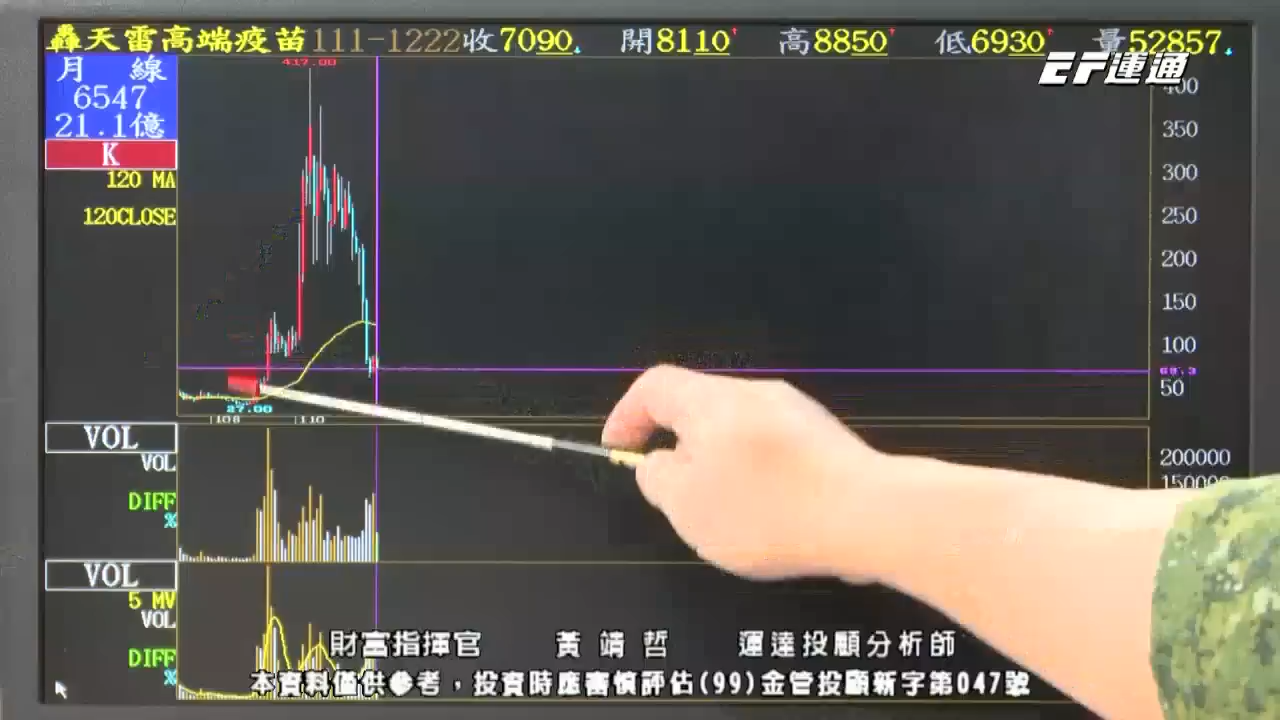 轟天雷高端疫苗111-1222收7090 開8110 高8850 低6930 量52857
EF運通
月 線
6547
21.1億
K
120 MA
120CLOSE
417.00
400
350
300
250
200
150
100
50
27.00
108 110
VOL
VOL
DIFF
%
200000
150000
VOL
5 MV
VOL
DIFF
%
財富指揮官 黃靖哲 運達投顧分析師
本資料僅供參考,投資時應審慎評估(99)金管投顧新字第047號